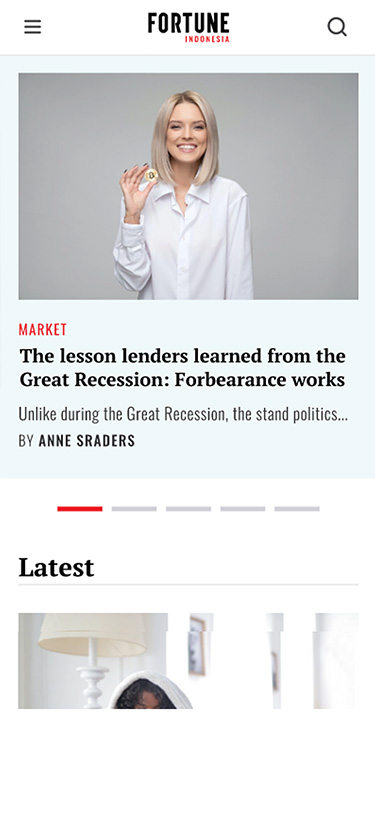 FORTUNE
INDONESIA
MARKET
The lesson lenders learned from the
Great Recession: Forbearance works
Unlike during the Great Recession, the stand politics...
BY ANNE SRADERS
Latest